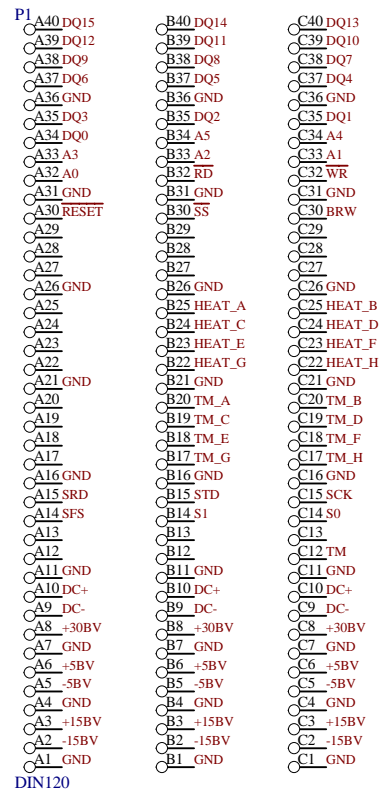 P1
A40 DQ15 B40 DQ14 C40 DQ13
A39 DQ12 B39 DQ11 C39 DQ10
A38 DQ9 B38 DQ8 C38 DQ7
A37 DQ6 B37 DQ5 C37 DQ4
A36 GND B36 GND C36 GND
A35 DQ3 B35 DQ2 C35 DQ1
A34 DQ0 B34 A5 C34 A4
A33 A3 B33 A2 C33 A1
A32 A0 B32 RD C32 WR
A31 GND B31 GND C31 GND
A30 RESET B30 SS C30 BRW
A29 B29 C29
A28 B28 C28
A27 B27 C27
A26 GND B26 GND C26 GND
A25 B25 HEAT_A C25 HEAT_B
A24 B24 HEAT_C C24 HEAT_D
A23 B23 HEAT_E C23 HEAT_F
A22 B22 HEAT_G C22 HEAT_H
A21 GND B21 GND C21 GND
A20 B20 TM_A C20 TM_B
A19 B19 TM_C C19 TM_D
A18 B18 TM_E C18 TM_F
A17 B17 TM_G C17 TM_H
A16 GND B16 GND C16 GND
A15 SRD B15 STD C15 SCK
A14 SFS B14 S1 C14 S0
A13 B13 C13
A12 B12 C12 TM
A11 GND B11 GND C11 GND
A10 DC+ B10 DC+ C10 DC+
A9 DC- B9 DC- C9 DC-
A8 +30BV B8 +30BV C8 +30BV
A7 GND B7 GND C7 GND
A6 +5BV B6 +5BV C6 +5BV
A5 -5BV B5 -5BV C5 -5BV
A4 GND B4 GND C4 GND
A3 +15BV B3 +15BV C3 +15BV
A2 -15BV B2 -15BV C2 -15BV
A1 GND B1 GND C1 GND
DIN120